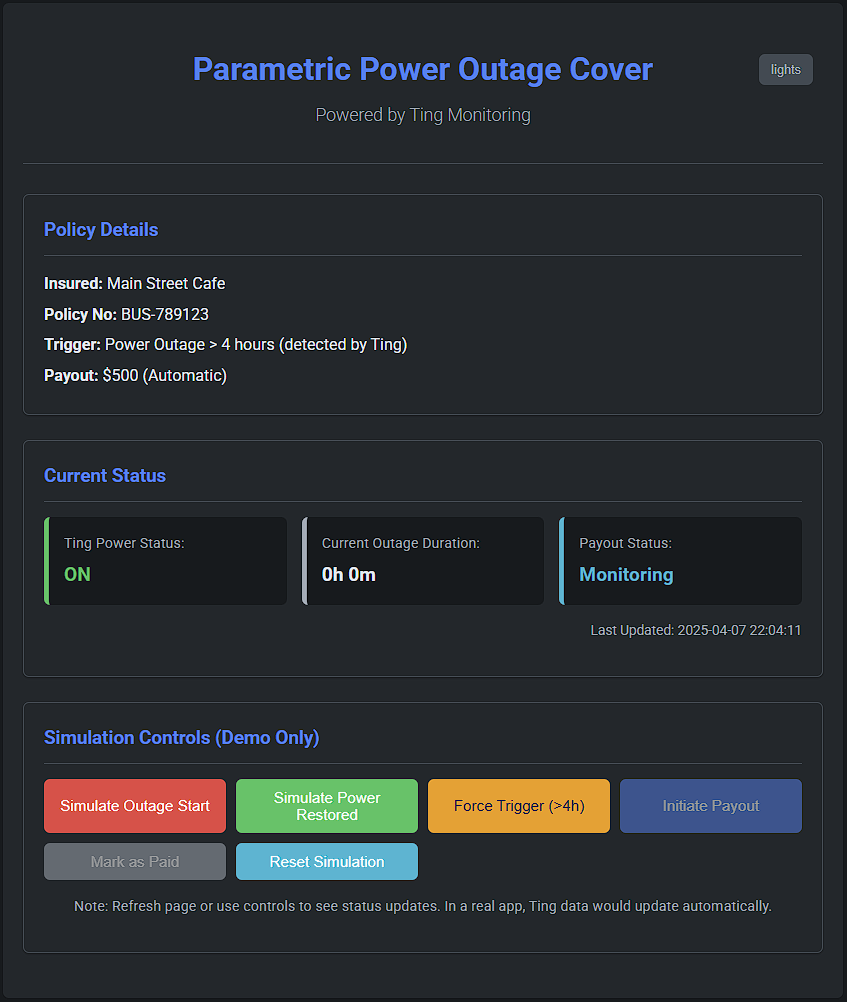 Parametric Power Outage Cover
lights
Powered by Ting Monitoring
Policy Details
Insured: Main Street Cafe
Policy No: BUS-789123
Trigger: Power Outage > 4 hours (detected by Ting)
Payout: $500 (Automatic)
Current Status
Ting Power Status:
ON
Current Outage Duration:
0h 0m
Payout Status:
Monitoring
Last Updated: 2025-04-07 22:04:11
Simulation Controls (Demo Only)
Simulate Outage Start
Simulate Power
Restored
Force Trigger (>4h)
Initiate Payout
Mark as Paid
Reset Simulation
Note: Refresh page or use controls to see status updates. In a real app, Ting data would update automatically.